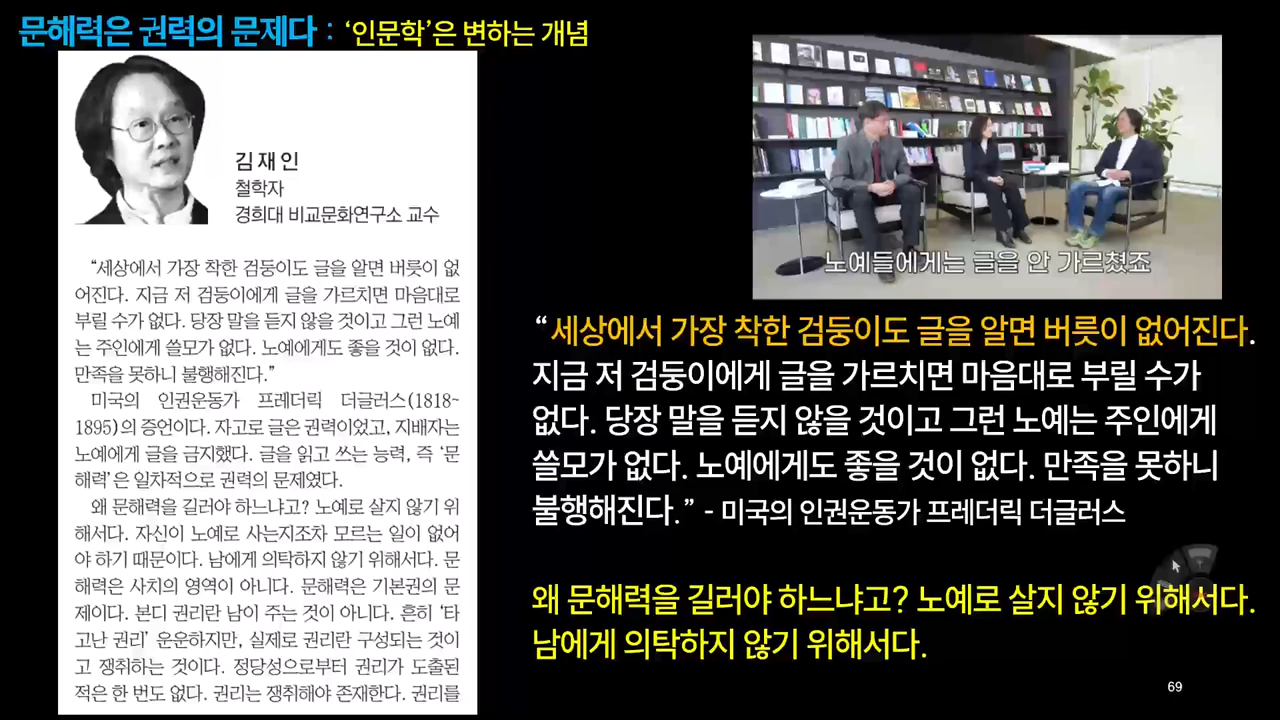 문해력은 권력의 문제다 : ‘인문학’은 변하는 개념
김 재 인
철학자
경희대 비교문화연구소 교수
“세상에서 가장 착한 검둥이도 글을 알면 버릇이 없
어진다. 지금 저 검둥이에게 글을 가르치면 마음대로
부릴 수가 없다. 당장 말을 듣지 않을 것이고 그런 노예
는 주인에게 쓸모가 없다. 노예에게도 좋을 것이 없다.
만족을 못하니 불행해진다.”
미국의 인권운동가 프레더릭 더글러스(1818~
1895)의 증언이다. 자고로 글은 권력이었고, 지배자는
노예에게 글을 금지했다. 글을 읽고 쓰는 능력, 즉 ‘문
해력’은 일차적으로 권력의 문제였다.
왜 문해력을 길러야 하느냐고? 노예로 살지 않기 위
해서다. 자신이 노예로 사는지조차 모르는 일이 없어
야 하기 때문이다. 남에게 의탁하지 않기 위해서다. 문
해력은 사치의 영역이 아니다. 문해력은 기본권의 문
제이다. 본디 권리란 남이 주는 것이 아니다. 흔히 ‘타
고난 권리’ 운운하지만, 실제로 권리란 구성되는 것이
고 쟁취하는 것이다. 정당성으로부터 권리가 도출된
적은 한 번도 없다. 권리는 쟁취해야 존재한다. 권리를
노예들에게는 글을 안 가르쳤죠
“세상에서 가장 착한 검둥이도 글을 알면 버릇이 없어진다.
지금 저 검둥이에게 글을 가르치면 마음대로 부릴 수가
없다. 당장 말을 듣지 않을 것이고 그런 노예는 주인에게
쓸모가 없다. 노예에게도 좋을 것이 없다. 만족을 못하니
불행해진다.” - 미국의 인권운동가 프레더릭 더글러스
왜 문해력을 길러야 하느냐고? 노예로 살지 않기 위해서다.
남에게 의탁하지 않기 위해서다.
69